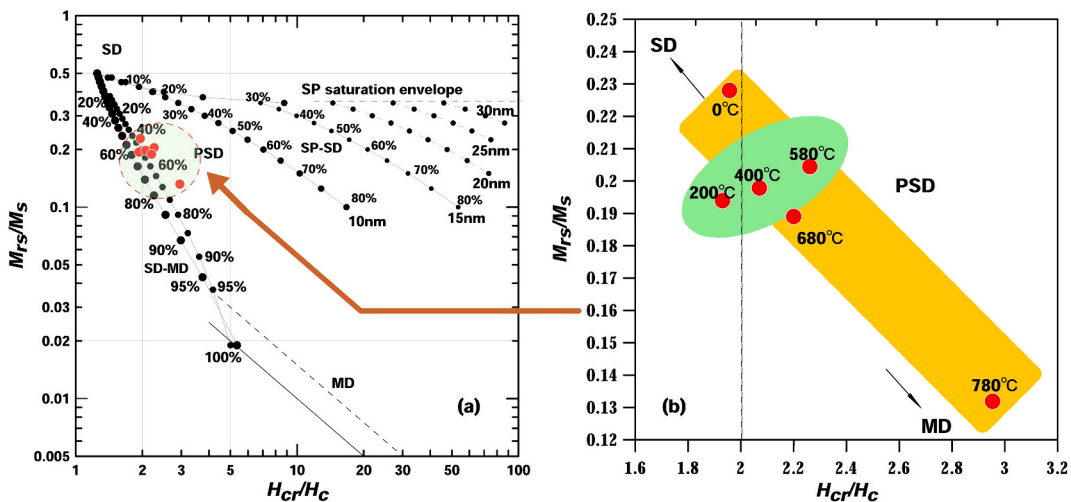 1
0.5
0.2
0.1
0.05
0.03
0.02
0.01
0.005
Mrs/Ms
SD
10%
20%
30%
SP saturation envelope
30nm
20%
20%
30%
40%
40%
40%
40%
50%
50%
25nm
60%
PSD
60%
60%
SP-SD
60%
70%
70%
20nm
80%
80%
80%
80%
10nm
15nm
90%
90%
SD-MD
95%
95%
100%
MD
(a)
1 2 3 5 10 20 30 50 100
Hcr/Hc
0.25
0.24
0.23
0.22
0.21
0.2
0.19
0.18
0.17
0.16
0.15
0.14
0.13
0.12
Mrs/Ms
SD
0°C
580°C
400°C
200°C
PSD
680°C
780°C
MD
(b)
1.6 1.8 2 2.2 2.4 2.6 2.8 3 3.2
Hcr/Hc